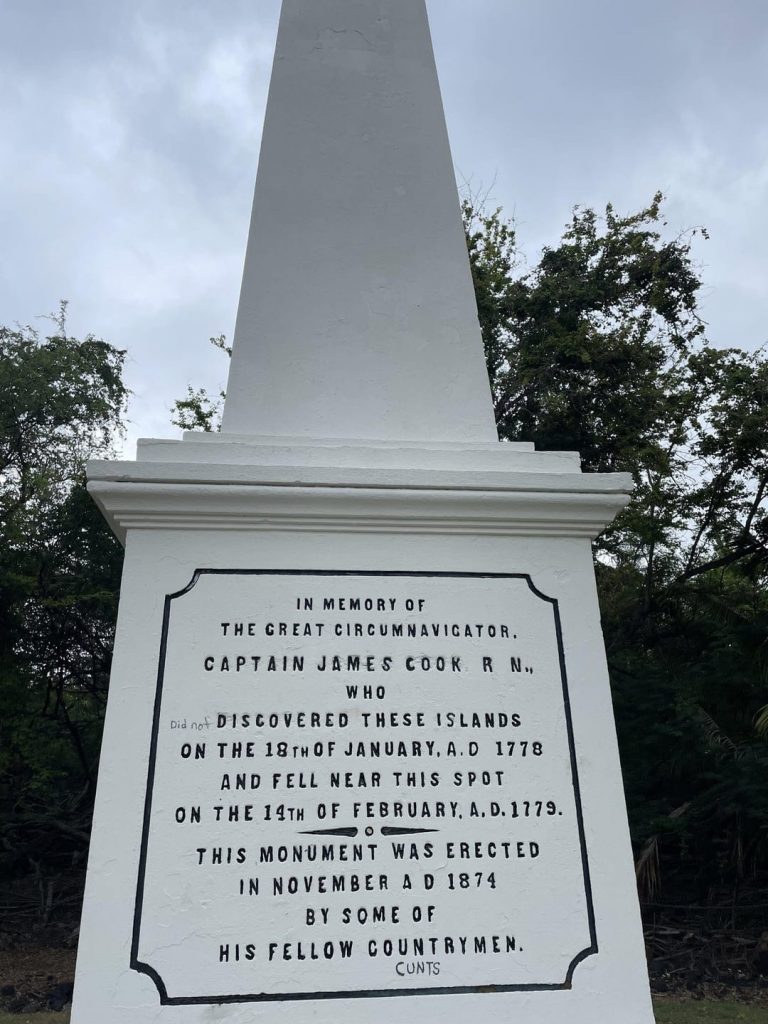 IN MEMORY OF
THE GREAT CIRCUMNAVIGATOR,
CAPTAIN JAMES COOK R N.,
WHO
Did not DISCOVERED THESE ISLANDS
ON THE 18TH OF JANUARY, A.D 1778
AND FELL NEAR THIS SPOT
ON THE 14TH OF FEBRUARY, A.D. 1779.
THIS MONUMENT WAS ERECTED
IN NOVEMBER A D 1874
BY SOME OF
HIS FELLOW COUNTRYMEN.
CUNTS